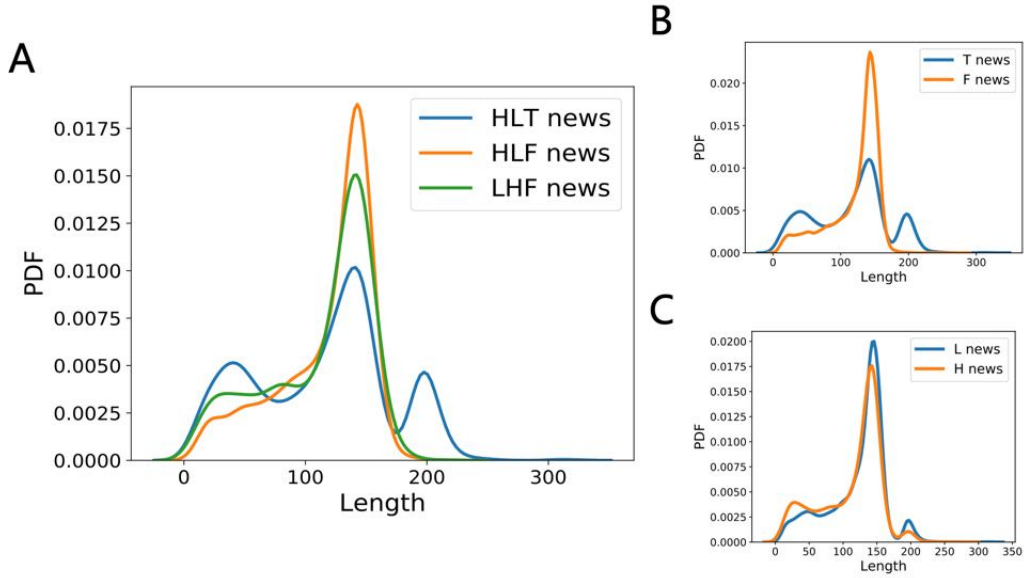 A
HLT news
HLF news
LHF news
0.0175
0.0150
0.0125
0.0100
0.0075
0.0050
0.0025
0.0000
PDF
0 100 200 300
Length
B
T news
F news
0.020
0.015
0.010
0.005
0.000
PDF
0 100 200 300
Length
C
L news
H news
0.0200
0.0175
0.0150
0.0125
0.0100
0.0075
0.0050
0.0025
0.0000
PDF
0 50 100 150 200 250 300 350
Length